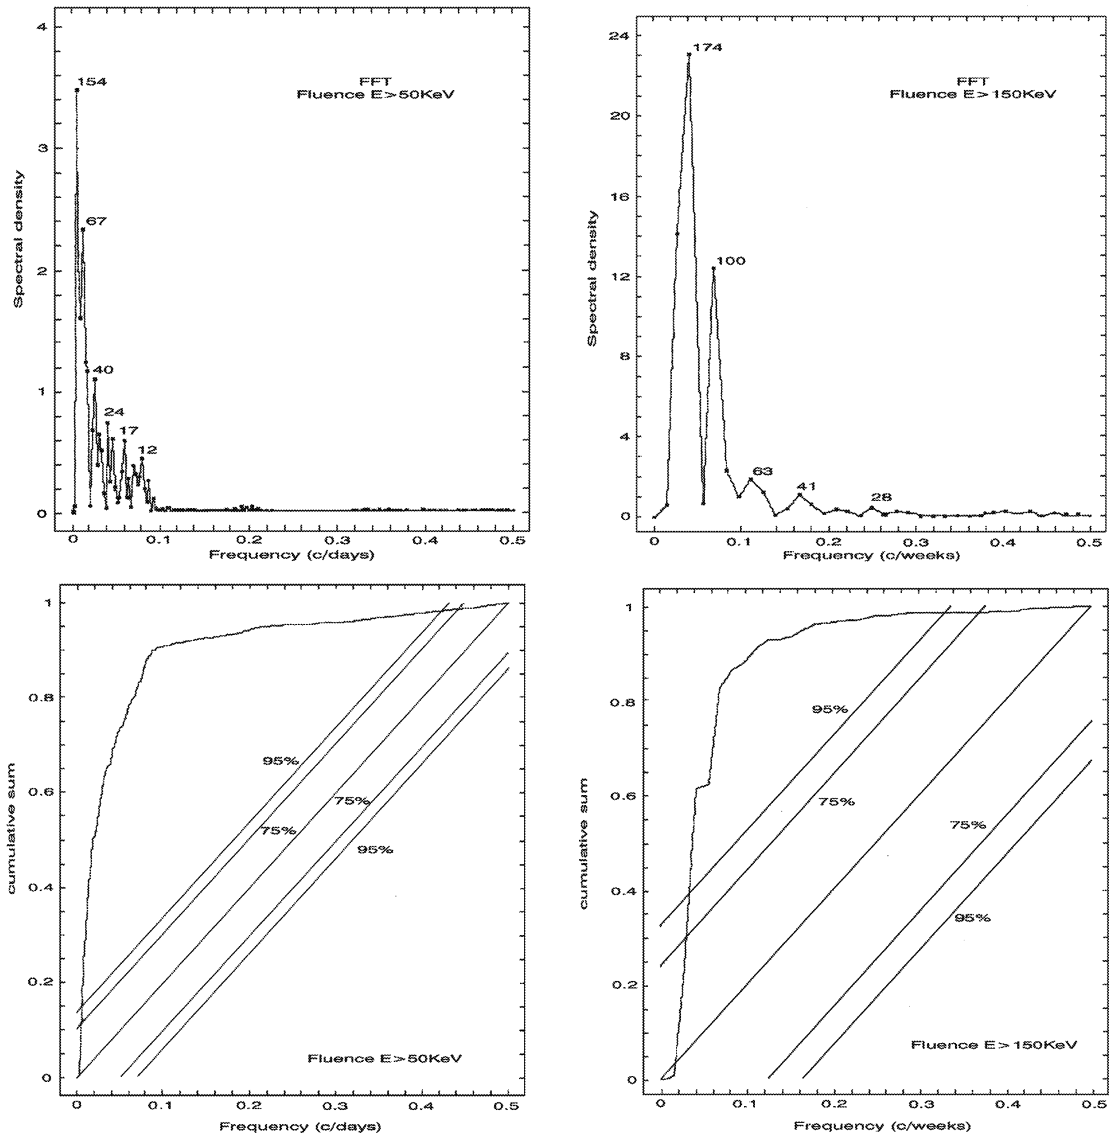 4
3
2
1
0
154
67
40
24
17
12
FFT
Fluence E>50KeV
Spectral density
0 0.1 0.2 0.3 0.4 0.5
Frequency (c/days)
24
20
16
12
8
4
0
174
100
63
41
28
FFT
Fluence E>150KeV
Spectral density
0 0.1 0.2 0.3 0.4 0.5
Frequency (c/weeks)
1
0.8
0.6
0.4
0.2
0
95%
75%
75%
95%
Fluence E>50KeV
cumulative sum
0 0.1 0.2 0.3 0.4 0.5
Frequency (c/days)
1
0.8
0.6
0.4
0.2
0
95%
75%
75%
95%
Fluence E>150KeV
cumulative sum
0 0.1 0.2 0.3 0.4 0.5
Frequency (c/weeks)